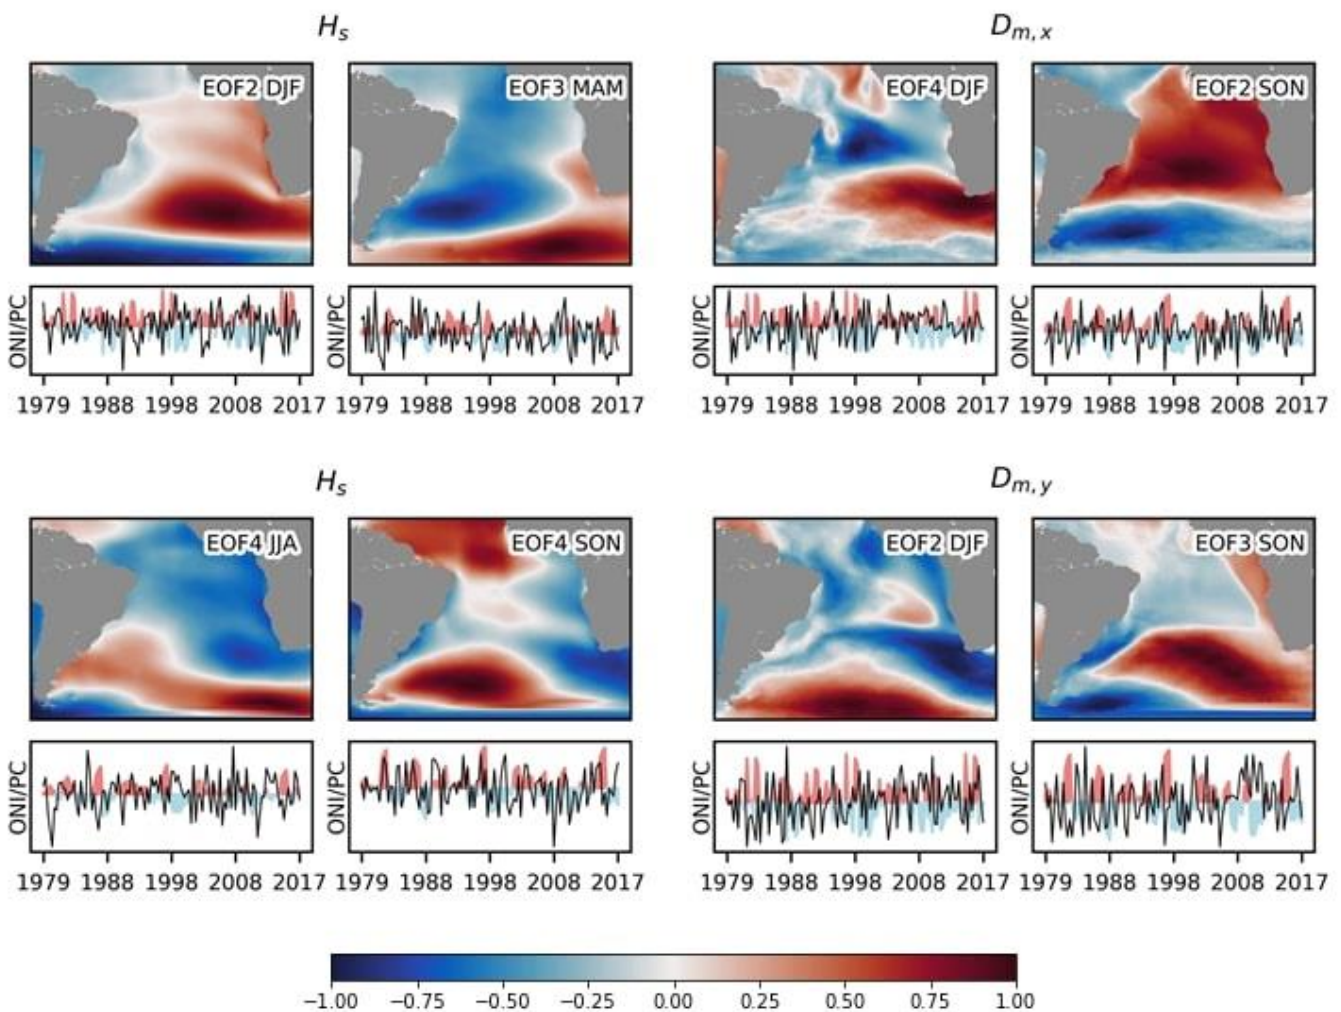 Hₛ Dₘ,ₓ
EOF2 DJF EOF3 MAM EOF4 DJF EOF2 SON
ONI/PC ONI/PC ONI/PC ONI/PC
1979 1988 1998 2008 2017 1979 1988 1998 2008 2017 1979 1988 1998 2008 2017 1979 1988 1998 2008 2017
Hₛ Dₘ,y
EOF4 JJA EOF4 SON EOF2 DJF EOF3 SON
ONI/PC ONI/PC ONI/PC ONI/PC
1979 1988 1998 2008 2017 1979 1988 1998 2008 2017 1979 1988 1998 2008 2017 1979 1988 1998 2008 2017
−1.00 −0.75 −0.50 −0.25 0.00 0.25 0.50 0.75 1.00